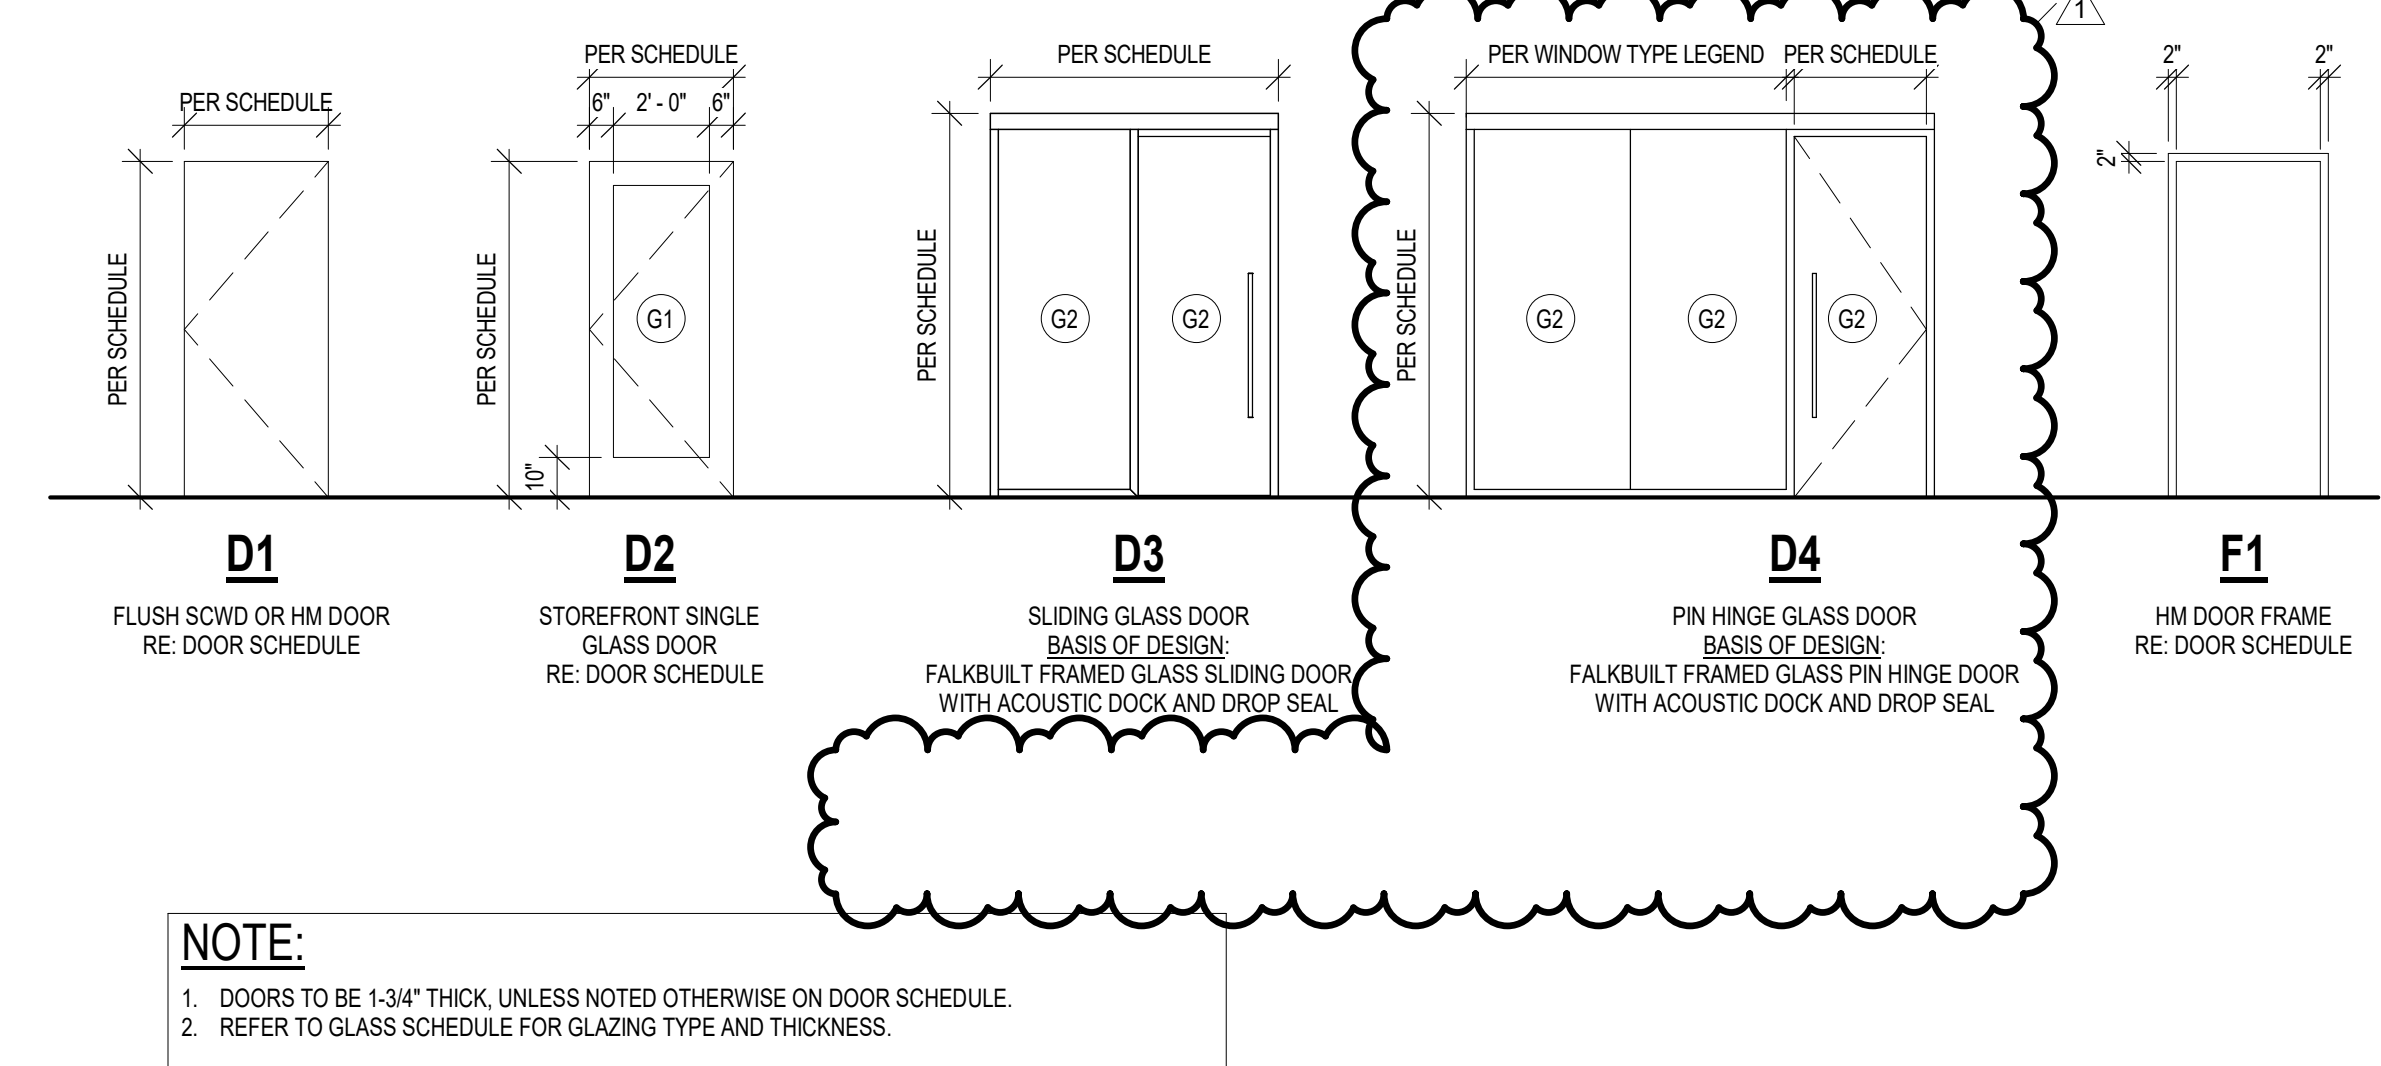 1
PER SCHEDULE
PER SCHEDULE
PER SCHEDULE
6" 2' - 0" 6"
PER SCHEDULE
G1
10"
PER SCHEDULE
PER SCHEDULE
G2 G2
PER WINDOW TYPE LEGEND PER SCHEDULE
PER SCHEDULE
G2 G2 G2
2" 2"
2"
D1
FLUSH SCWD OR HM DOOR
RE: DOOR SCHEDULE
D2
STOREFRONT SINGLE
GLASS DOOR
RE: DOOR SCHEDULE
D3
SLIDING GLASS DOOR
BASIS OF DESIGN:
FALKBUILT FRAMED GLASS SLIDING DOOR
WITH ACOUSTIC DOCK AND DROP SEAL
D4
PIN HINGE GLASS DOOR
BASIS OF DESIGN:
FALKBUILT FRAMED GLASS PIN HINGE DOOR
WITH ACOUSTIC DOCK AND DROP SEAL
F1
HM DOOR FRAME
RE: DOOR SCHEDULE
NOTE:
1. DOORS TO BE 1-3/4" THICK, UNLESS NOTED OTHERWISE ON DOOR SCHEDULE.
2. REFER TO GLASS SCHEDULE FOR GLAZING TYPE AND THICKNESS.